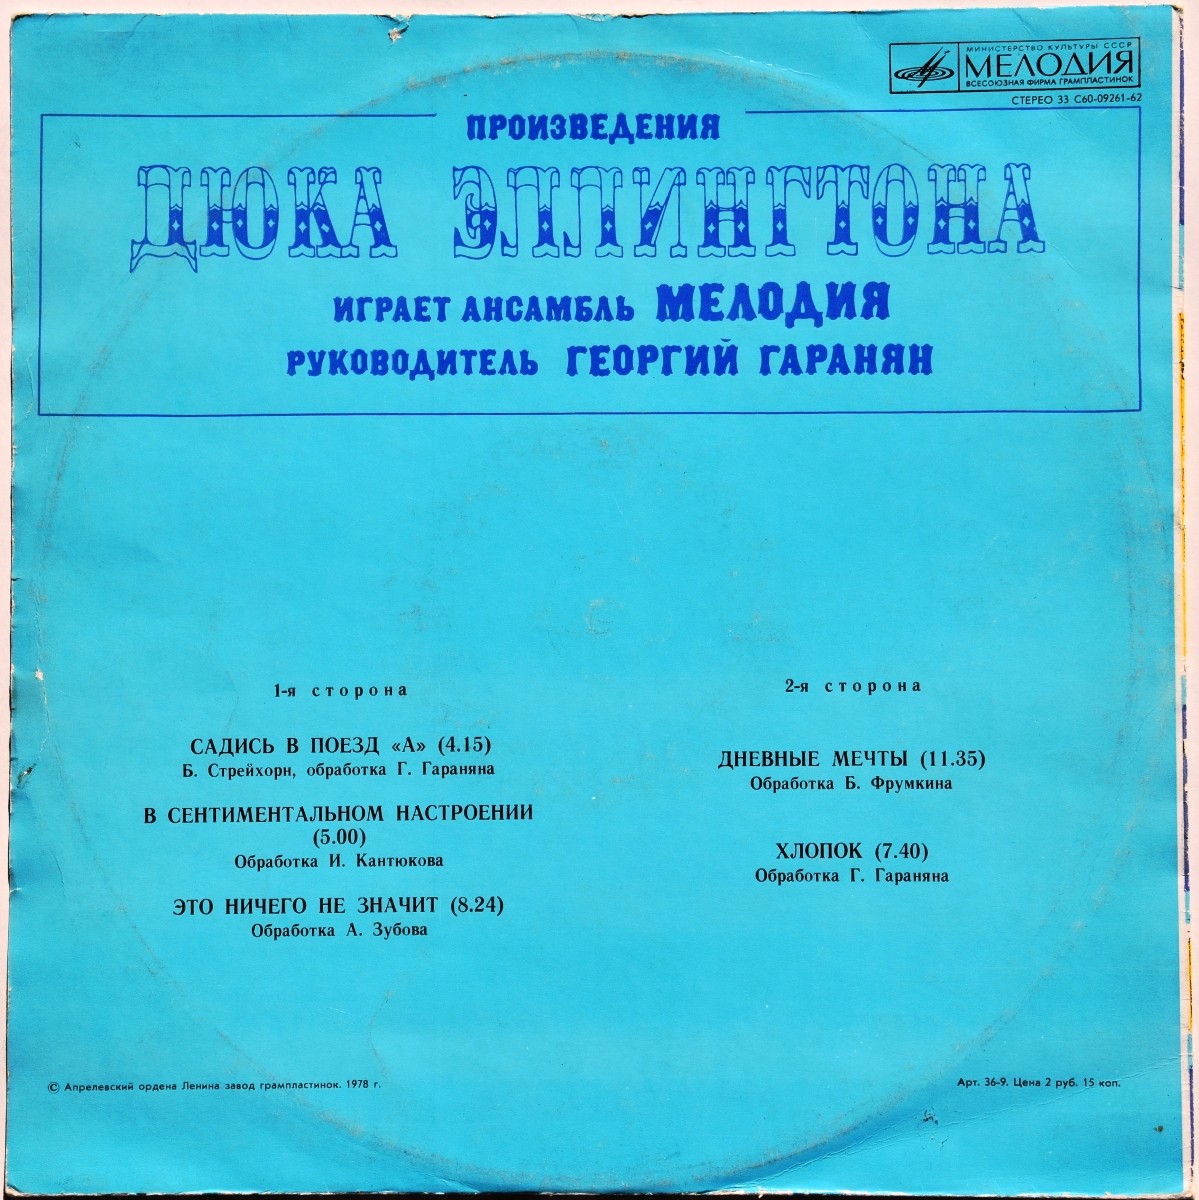 МИНИСТЕРСТВО КУЛЬТУРЫ СССР
МЕЛОДИЯ
ВСЕСОЮЗНАЯ ФИРМА ГРАМПЛАСТИНОК
СТЕРЕО 33 С60-09261-62
ПРОИЗВЕДЕНИЯ
ДЮКА ЭЛЛИНГТОНА
ИГРАЕТ АНСАМБЛЬ МЕЛОДИЯ
РУКОВОДИТЕЛЬ ГЕОРГИЙ ГАРАНЯН
1-я сторона
САДИСЬ В ПОЕЗД «А» (4.15)
Б. Стрейхорн, обработка Г. Гараняна
В СЕНТИМЕНТАЛЬНОМ НАСТРОЕНИИ
(5.00)
Обработка И. Кантюкова
ЭТО НИЧЕГО НЕ ЗНАЧИТ (8.24)
Обработка А. Зубова
2-я сторона
ДНЕВНЫЕ МЕЧТЫ (11.35)
Обработка Б. Фрумкина
ХЛОПОК (7.40)
Обработка Г. Гараняна
© Апрелевский ордена Ленина завод грампластинок. 1978 г.
Арт. 36-9. Цена 2 руб. 15 коп.